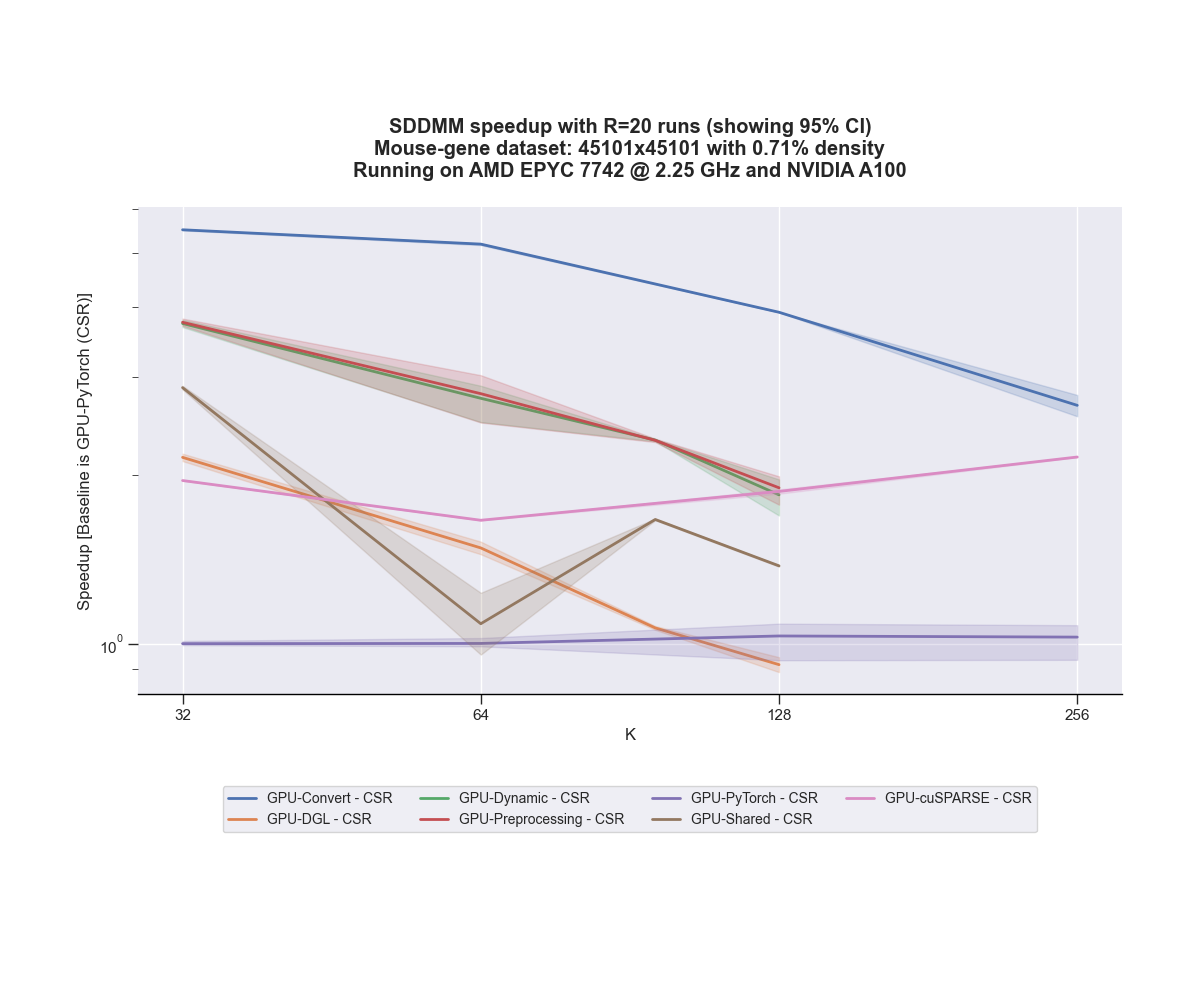 SDDMM speedup with R=20 runs (showing 95% CI)
Mouse-gene dataset: 45101x45101 with 0.71% density
Running on AMD EPYC 7742 @ 2.25 GHz and NVIDIA A100
Speedup [Baseline is GPU-PyTorch (CSR)]
10^0
32 64 128 256
K
GPU-Convert - CSR GPU-Dynamic - CSR GPU-PyTorch - CSR GPU-cuSPARSE - CSR
GPU-DGL - CSR GPU-Preprocessing - CSR GPU-Shared - CSR